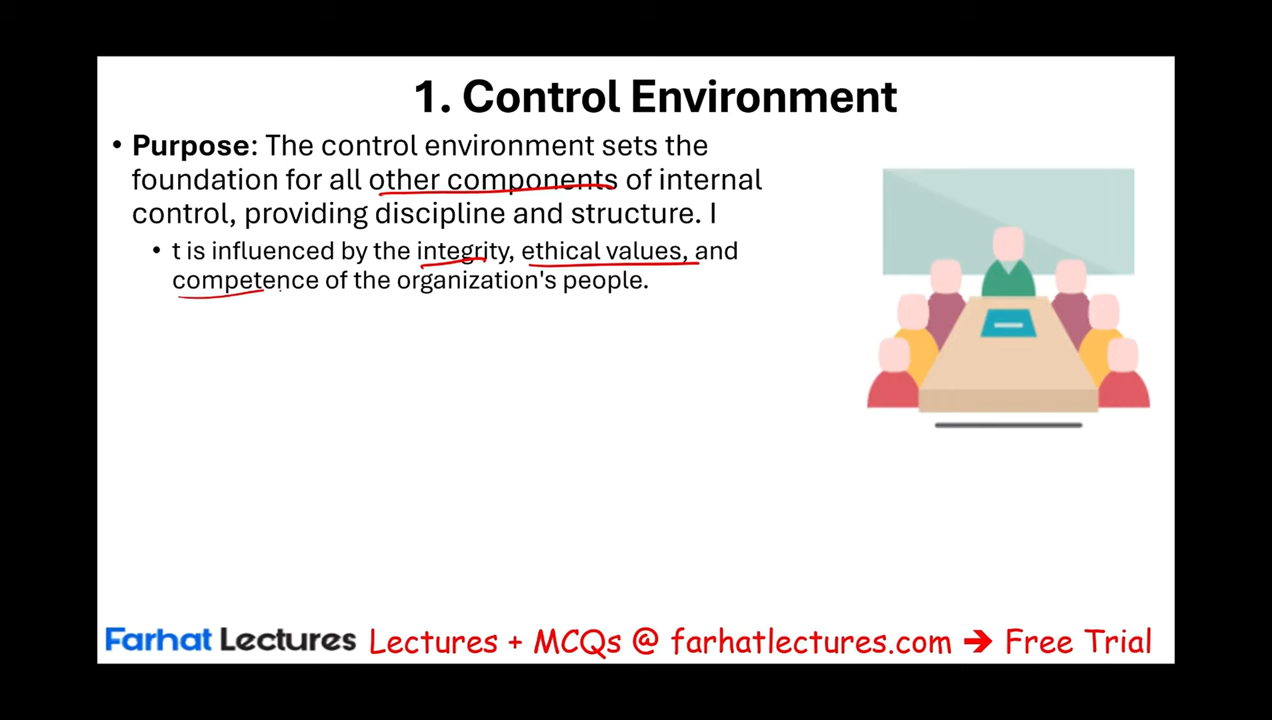 1. Control Environment
• Purpose: The control environment sets the
foundation for all other components of internal
control, providing discipline and structure. I
• t is influenced by the integrity, ethical values, and
competence of the organization's people.
Farhat Lectures Lectures + MCQs @ farhatlectures.com ➔ Free Trial